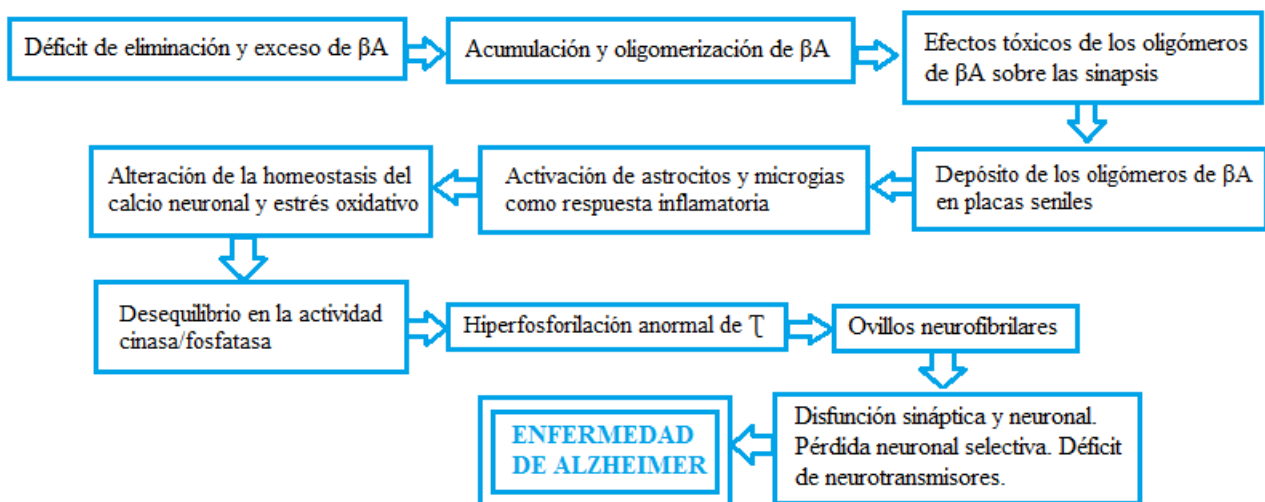 Déficit de eliminación y exceso de βA
Acumulación y oligomerización de βA
Efectos tóxicos de los oligómeros
de βA sobre las sinapsis
Depósito de los oligómeros de βA
en placas seniles
Activación de astrocitos y microgias
como respuesta inflamatoria
Alteración de la homeostasis del
calcio neuronal y estrés oxidativo
Desequilibrio en la actividad
cinasa/fosfatasa
Hiperfosforilación anormal de Ʈ
Ovillos neurofibrilares
Disfunción sináptica y neuronal.
Pérdida neuronal selectiva. Déficit
de neurotransmisores.
ENFERMEDAD
DE ALZHEIMER